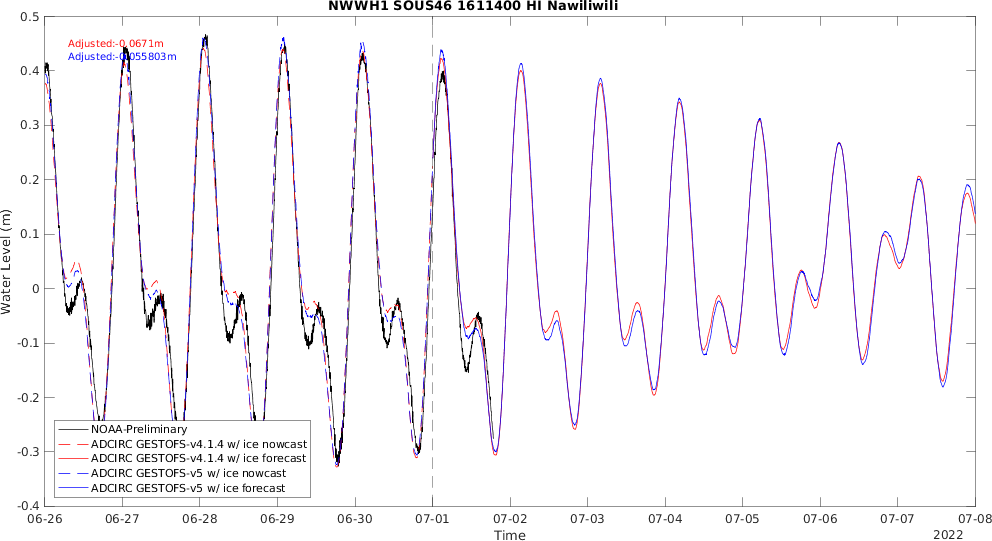 NWWH1 SOUS46 1611400 HI Nawiliwili
Adjusted:-0.0671m
Adjusted:-0.055803m
Water Level (m)
0.5
0.4
0.3
0.2
0.1
0
-0.1
-0.2
-0.3
-0.4
NOAA-Preliminary
ADCIRC GESTOFS-v4.1.4 w/ ice nowcast
ADCIRC GESTOFS-v4.1.4 w/ ice forecast
ADCIRC GESTOFS-v5 w/ ice nowcast
ADCIRC GESTOFS-v5 w/ ice forecast
06-26 06-27 06-28 06-29 06-30 07-01 07-02 07-03 07-04 07-05 07-06 07-07 07-08
Time
2022